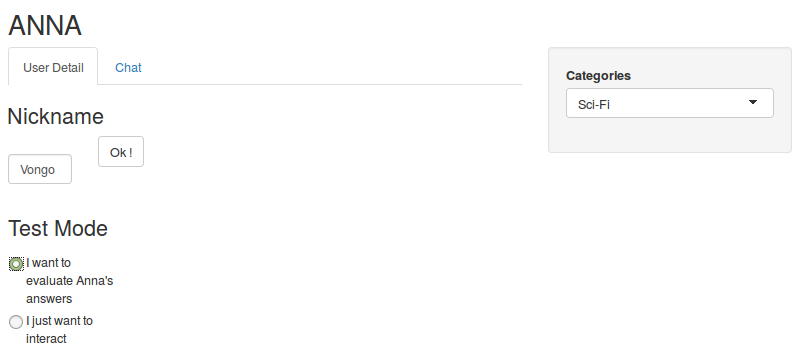 ANNA
User Detail
Chat
Categories
Sci-Fi
Nickname
Vongo
Ok !
Test Mode
I want to
evaluate Anna's
answers
I just want to
interact